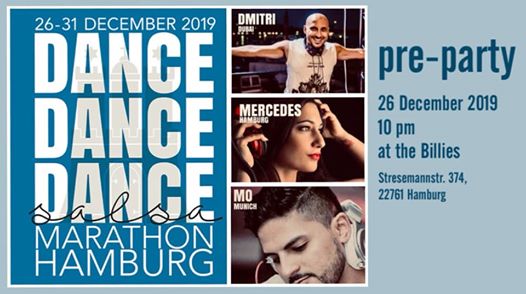 26-31 DECEMBER 2019
DANCE
DANCE
DANCE
salsa
MARATHON
HAMBURG
DMITRI
DUBAI
MERCEDES
HAMBURG
MO
MUNICH
pre-party
26 December 2019
10 pm
at the Billies
Stresemannstr. 374,
22761 Hamburg